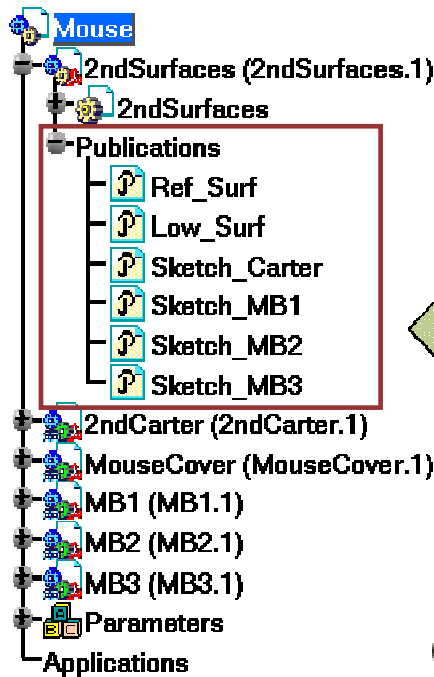 Mouse
2ndSurfaces (2ndSurfaces.1)
2ndSurfaces
Publications
Ref_Surf
Low_Surf
Sketch_Carter
Sketch_MB1
Sketch_MB2
Sketch_MB3
2ndCarter (2ndCarter.1)
MouseCover (MouseCover.1)
MB1 (MB1.1)
MB2 (MB2.1)
MB3 (MB3.1)
Parameters
Applications